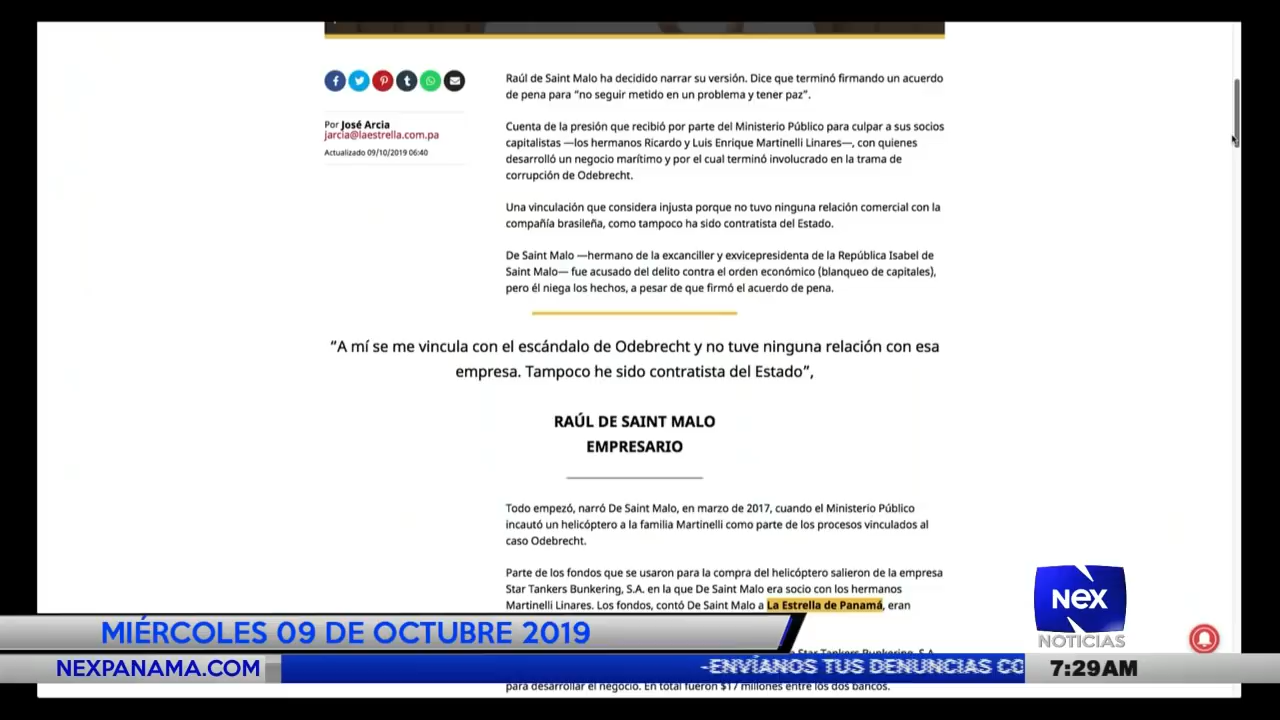 Raúl de Saint Malo ha decidido narrar su versión. Dice que terminó firmando un acuerdo
de pena para “no seguir metido en un problema y tener paz”.
Por José Arcia
jarcia@laestrella.com.pa
Actualizado 09/10/2019 06:40
Cuenta de la presión que recibió por parte del Ministerio Público para culpar a sus socios
capitalistas —los hermanos Ricardo y Luis Enrique Martinelli Linares—, con quienes
desarrolló un negocio marítimo y por el cual terminó involucrado en la trama de
corrupción de Odebrecht.
Una vinculación que considera injusta porque no tuvo ninguna relación comercial con la
compañía brasileña, como tampoco ha sido contratista del Estado.
De Saint Malo —hermano de la excanciller y exvicepresidenta de la República Isabel de
Saint Malo— fue acusado del delito contra el orden económico (blanqueo de capitales),
pero él niega los hechos, a pesar de que firmó el acuerdo de pena.
“A mí se me vincula con el escándalo de Odebrecht y no tuve ninguna relación con esa
empresa. Tampoco he sido contratista del Estado”,
RAÚL DE SAINT MALO
EMPRESARIO
Todo empezó, narró De Saint Malo, en marzo de 2017, cuando el Ministerio Público
incautó un helicóptero a la familia Martinelli como parte de los procesos vinculados al
caso Odebrecht.
Parte de los fondos que se usaron para la compra del helicóptero salieron de la empresa
Star Tankers Bunkering, S.A. en la que De Saint Malo era socio con los hermanos
Martinelli Linares. Los fondos, contó De Saint Malo a La Estrella de Panamá, eran
para desarrollar el negocio. En total fueron $17 millones entre los dos bancos.
MIÉRCOLES 09 DE OCTUBRE 2019
NEX
NOTICIAS
NEXPANAMA.COM
-ENVÍANOS TUS DENUNCIAS CO
7:29AM